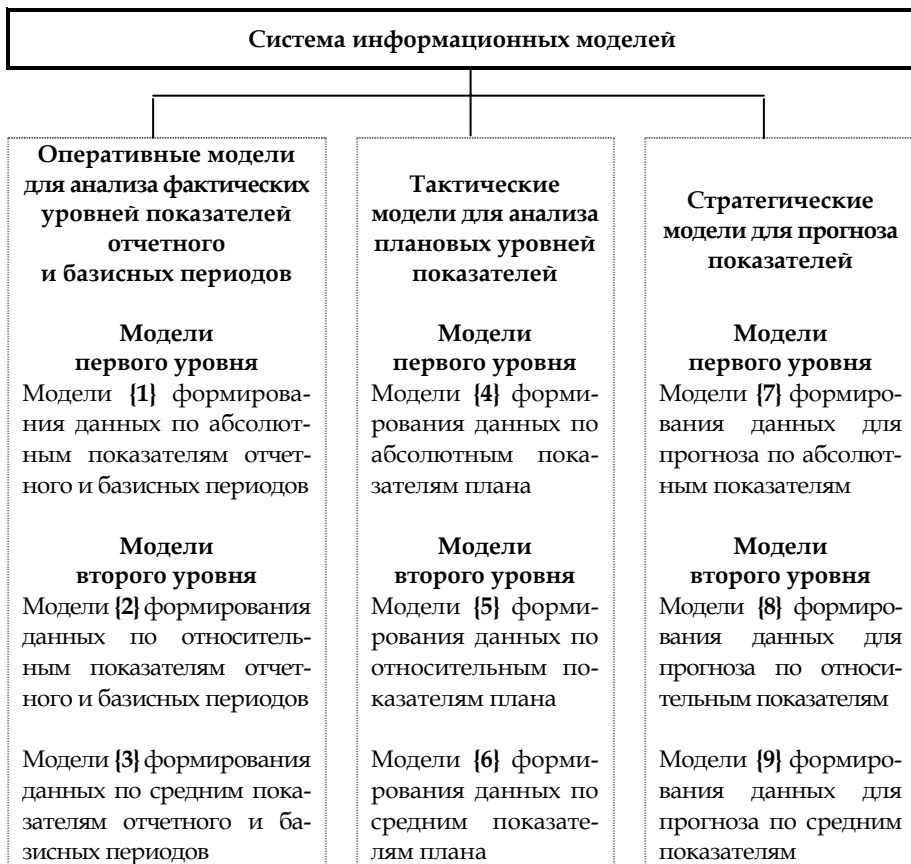 Система информационных моделей
Оперативные модели
для анализа фактических
уровней показателей
отчетного
и базисных периодов
Модели
первого уровня
Модели {1} формирова-
ния данных по абсолют-
ным показателям отчет-
ного и базисных периодов
Модели
второго уровня
Модели {2} формирования
данных по относитель-
ным показателям отчет-
ного и базисных периодов
Модели {3} формирования
данных по средним пока-
зателям отчетного и ба-
зисных периодов
Тактические
модели для анализа
плановых уровней
показателей
Модели
первого уровня
Модели {4} форми-
рования данных по
абсолютным пока-
зателям плана
Модели
второго уровня
Модели {5} форми-
рования данных по
относительным по-
казателям плана
Модели {6} форми-
рования данных по
средним показате-
лям плана
Стратегические
модели для прогноза
показателей
Модели
первого уровня
Модели {7} формиро-
вания данных для
прогноза по абсолют-
ным показателям
Модели
второго уровня
Модели {8} формиро-
вания данных для
прогноза по относи-
тельным показателям
Модели {9} формиро-
вания данных для
прогноза по средним
показателям